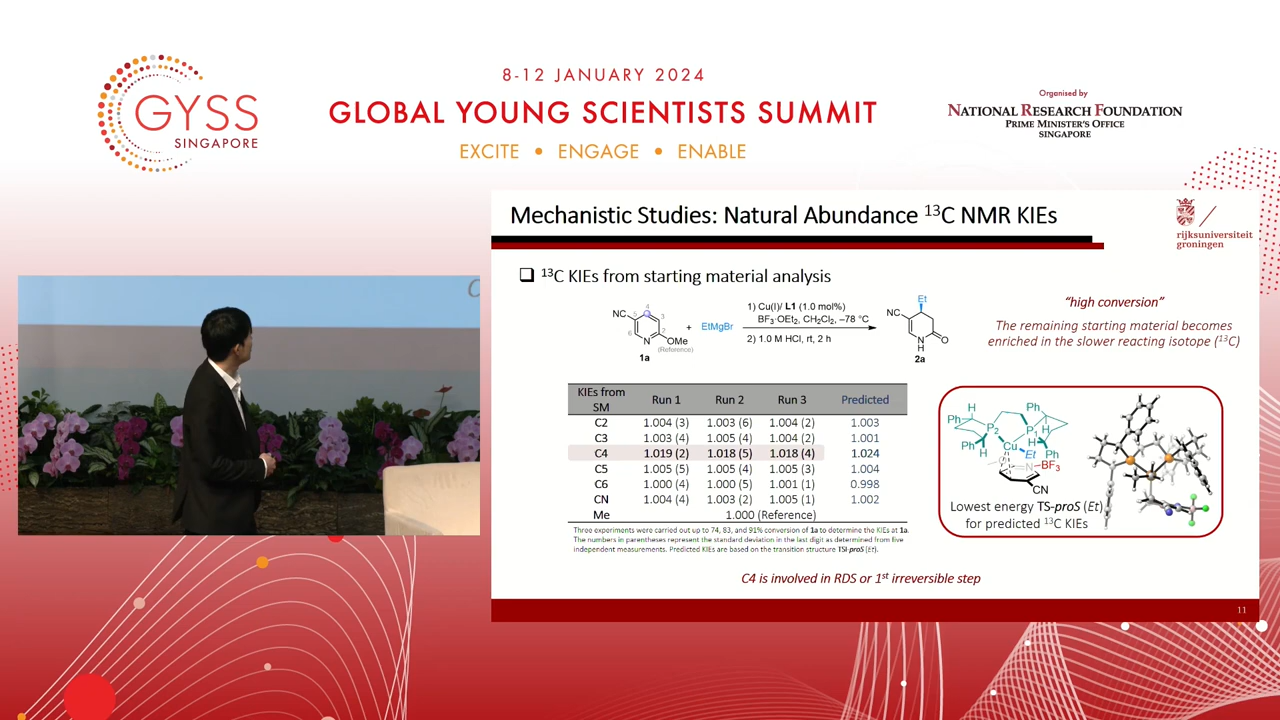 GYSS
SINGAPORE
8-12 JANUARY 2024
GLOBAL YOUNG SCIENTISTS SUMMIT
EXCITE • ENGAGE • ENABLE
Organised by
NATIONAL RESEARCH FOUNDATION
PRIME MINISTER'S OFFICE
SINGAPORE
Mechanistic Studies: Natural Abundance ¹³C NMR KIEs
rijksuniversiteit
groningen
❑ ¹³C KIEs from starting material analysis
NC
4
5
3
6
2
N
OMe
(Reference)
1a
+
EtMgBr
1) Cu(I)/ L1 (1.0 mol%)
BF₃·OEt₂, CH₂Cl₂, –78 °C
2) 1.0 M HCl, rt, 2 h
Et
NC
N
H
O
2a
"high conversion"
The remaining starting material becomes
enriched in the slower reacting isotope (¹³C)
KIEs from SM Run 1 Run 2 Run 3 Predicted
C2 1.004 (3) 1.003 (6) 1.004 (2) 1.003
C3 1.003 (4) 1.005 (4) 1.004 (2) 1.001
C4 1.019 (2) 1.018 (5) 1.018 (4) 1.024
C5 1.005 (5) 1.005 (4) 1.005 (3) 1.004
C6 1.000 (4) 1.000 (5) 1.001 (1) 0.998
CN 1.004 (4) 1.003 (2) 1.005 (1) 1.002
Me 1.000 (Reference)
Three experiments were carried out up to 74, 83, and 91% conversion of 1a to determine the KIEs at 1a.
The numbers in parentheses represent the standard deviation in the last digit as determined from five
independent measurements. Predicted KIEs are based on the transition structure TSI-proS (Et).
H
Ph
Ph
Ph
P₂
P₁
H
H
Ph
Cu
Et
N
BF₃
CN
Lowest energy TS-proS (Et)
for predicted ¹³C KIEs
C4 is involved in RDS or 1ˢᵗ irreversible step
11